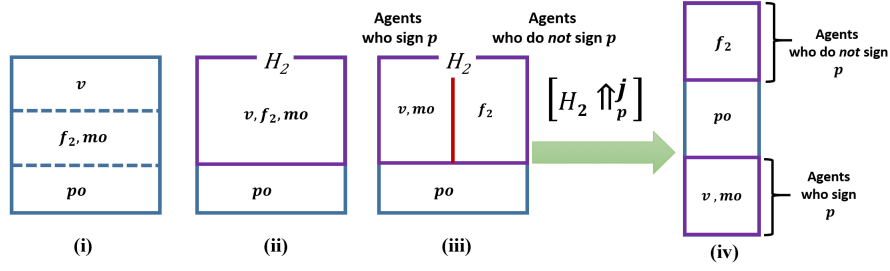 v
f₂, mo
po
(i)
H₂
v, f₂, mo
po
(ii)
Agents
who sign p
Agents
who do not sign p
H₂
v, mo
f₂
po
(iii)
[H₂ ⇑ʲₚ]
f₂
po
v, mo
(iv)
Agents
who do not sign
p
Agents
who sign
p